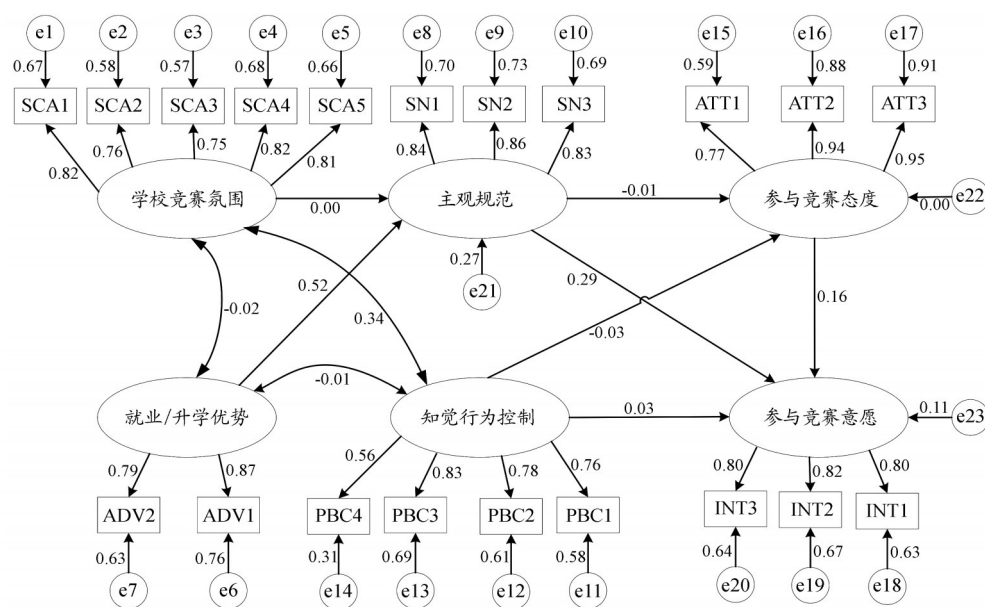 e1 e2 e3 e4 e5 e8 e9 e10 e15 e16 e17
0.67 0.58 0.57 0.68 0.66 0.70 0.73 0.69 0.59 0.88 0.91
SCA1 SCA2 SCA3 SCA4 SCA5 SN1 SN2 SN3 ATT1 ATT2 ATT3
0.82 0.76 0.75 0.82 0.81 0.84 0.86 0.83 0.77 0.94 0.95
学校竞赛氛围 0.00 主观规范 -0.01 参与竞赛态度 0.00 e22
0.27 e21
0.52 0.29
-0.02 0.34 -0.03 0.16
-0.01
就业/升学优势 知觉行为控制 0.03 参与竞赛意愿 0.11 e23
0.79 0.87 0.56 0.83 0.78 0.76 0.80 0.82 0.80
ADV2 ADV1 PBC4 PBC3 PBC2 PBC1 INT3 INT2 INT1
0.63 0.76 0.31 0.69 0.61 0.58 0.64 0.67 0.63
e7 e6 e14 e13 e12 e11 e20 e19 e18